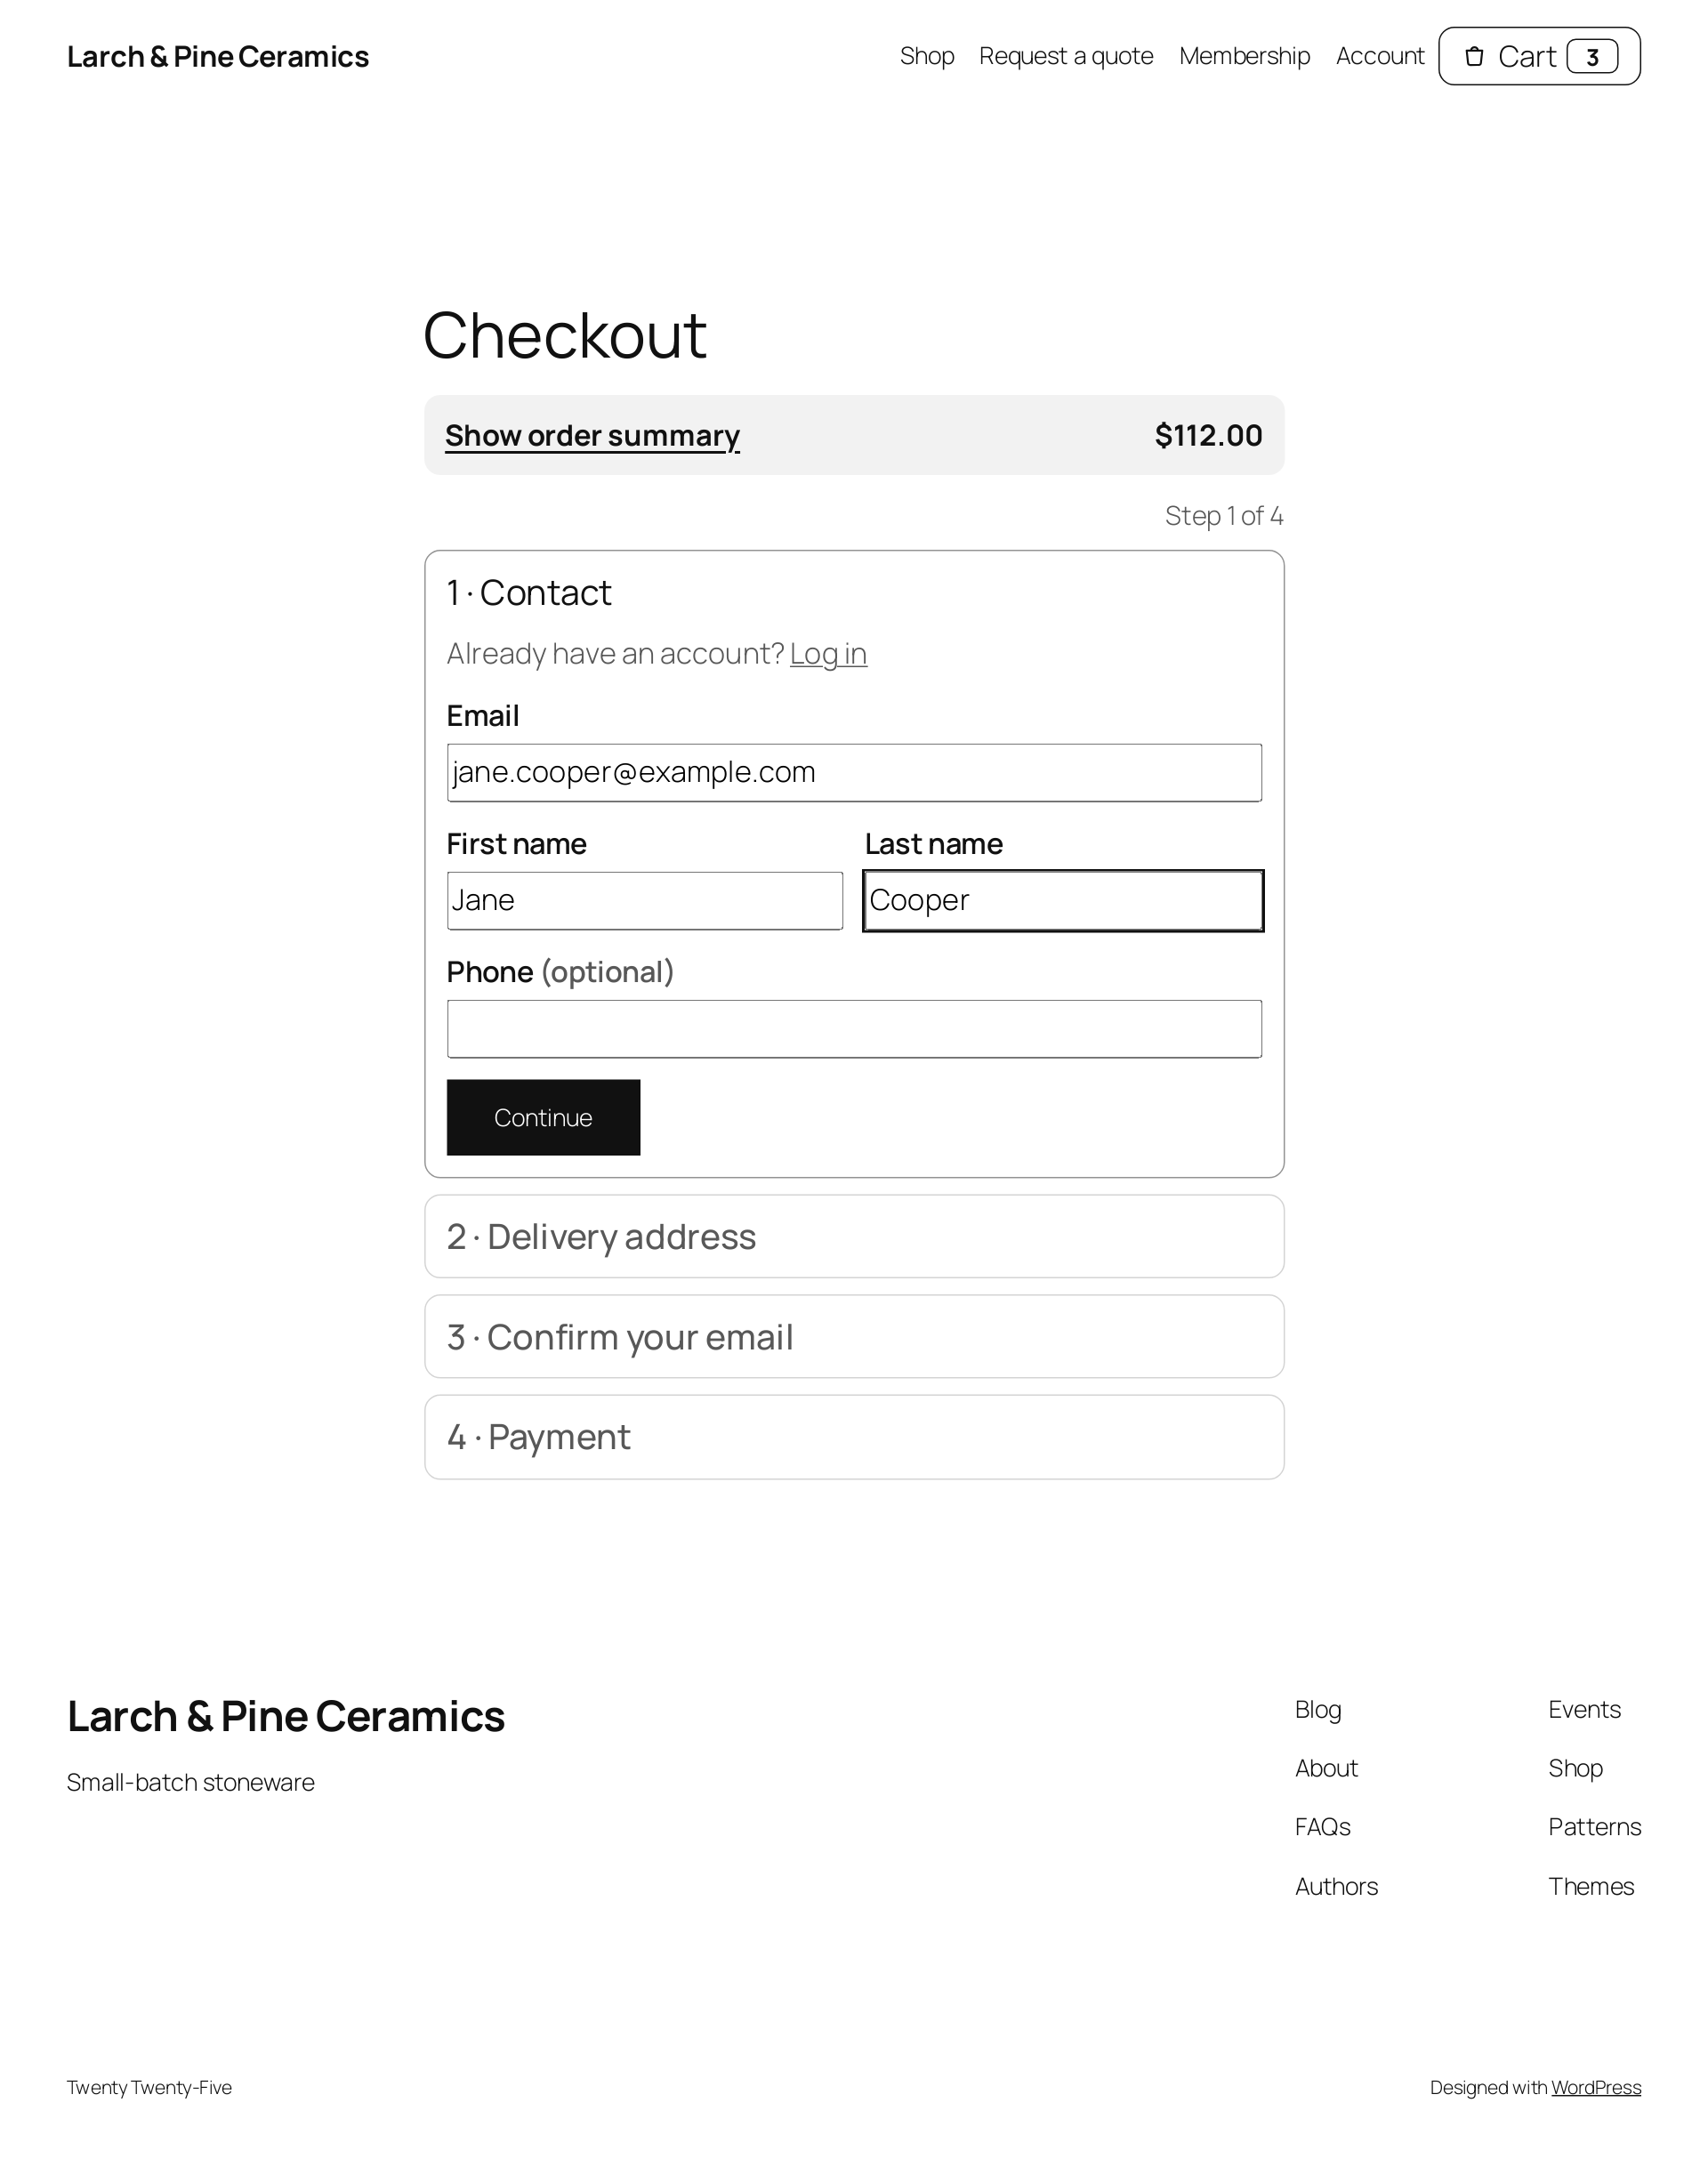 Larch & Pine Ceramics
Shop Request a quote Membership Account Cart 3
Checkout
Show order summary $112.00
Step 1 of 4
1 · Contact
Already have an account? Log in
Email
jane.cooper@example.com
First name Last name
Jane Cooper
Phone (optional)
Continue
2 · Delivery address
3 · Confirm your email
4 · Payment
Larch & Pine Ceramics
Small-batch stoneware
Blog
About
FAQs
Authors
Events
Shop
Patterns
Themes
Twenty Twenty-Five
Designed with WordPress